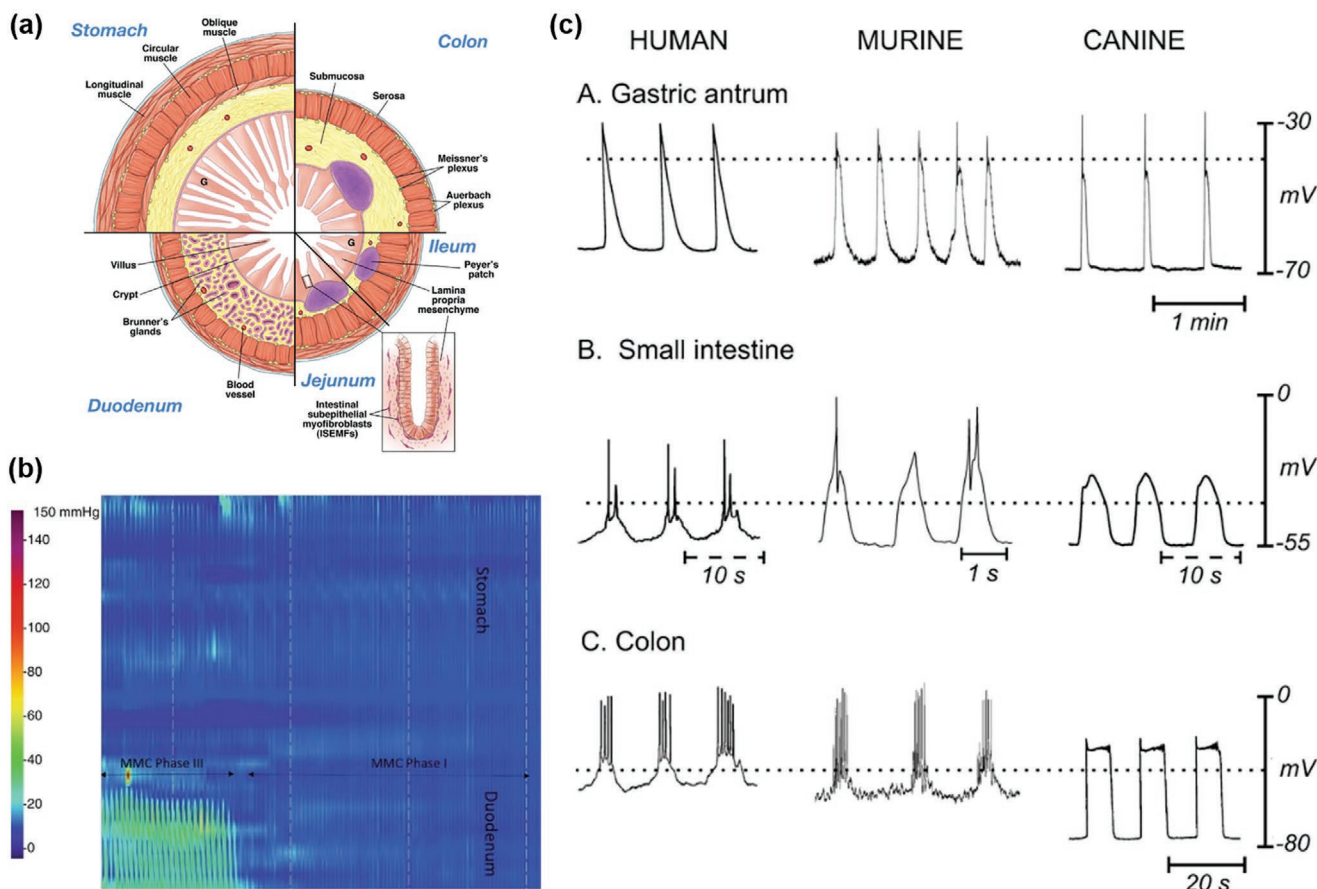 (a)
Stomach
Oblique
muscle
Circular
muscle
Longitudinal
muscle
Colon
Submucosa
Serosa
Meissner's
plexus
Auerbach
plexus
G
G
Ileum
Villus
Crypt
Brunner's
glands
Blood
vessel
Duodenum
Peyer's
patch
Lamina
propria
mesenchyme
Jejunum
Intestinal
subepithelial
myofibroblasts
(ISEMFs)
(b)
150 mmHg
140
120
100
80
60
40
20
0
Stomach
MMC Phase III
MMC Phase I
Duodenum
(c)
HUMAN MURINE CANINE
A. Gastric antrum
-30
mV
-70
1 min
B. Small intestine
0
mV
-55
10 s
1 s
10 s
C. Colon
0
mV
-80
20 s